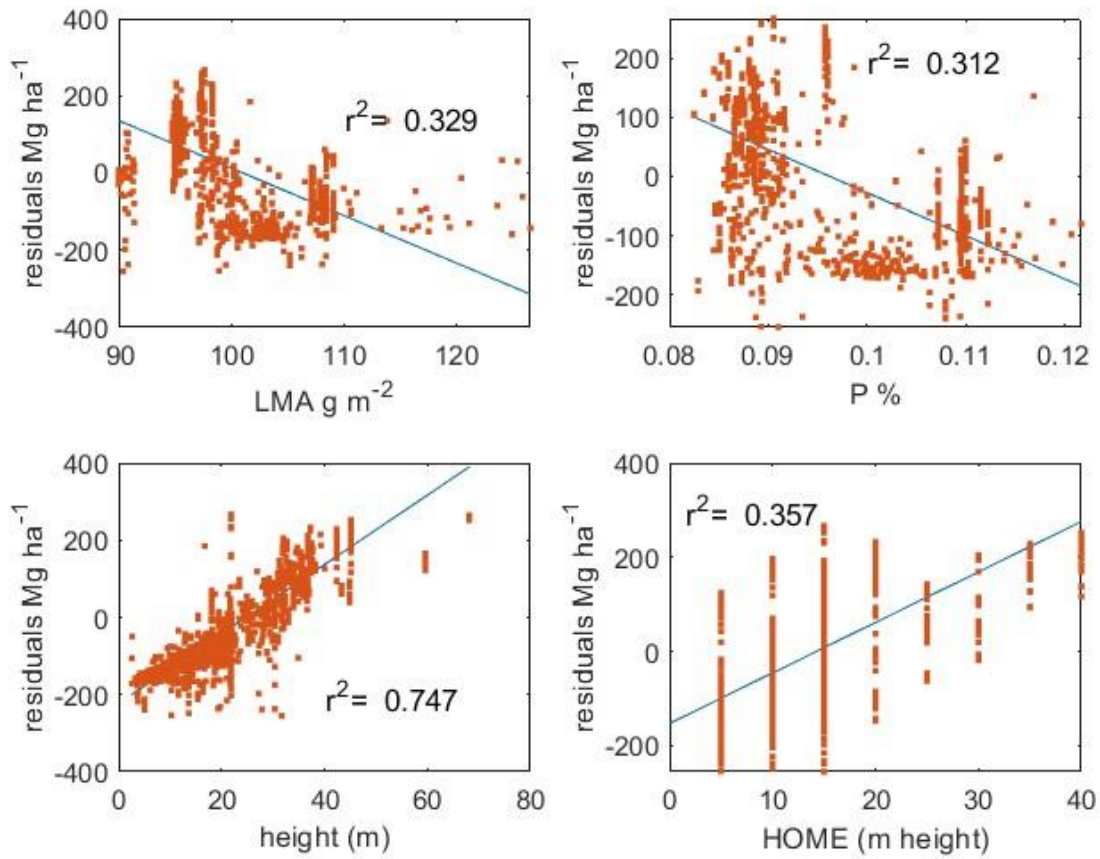 400
200
0
-200
-400
residuals Mg ha⁻¹
r²= 0.329
90 100 110 120
LMA g m⁻²
200
100
0
-100
-200
residuals Mg ha⁻¹
r²= 0.312
0.08 0.09 0.1 0.11 0.12
P %
400
200
0
-200
-400
residuals Mg ha⁻¹
r²= 0.747
0 20 40 60 80
height (m)
400
200
0
-200
residuals Mg ha⁻¹
r²= 0.357
0 10 20 30 40
HOME (m height)